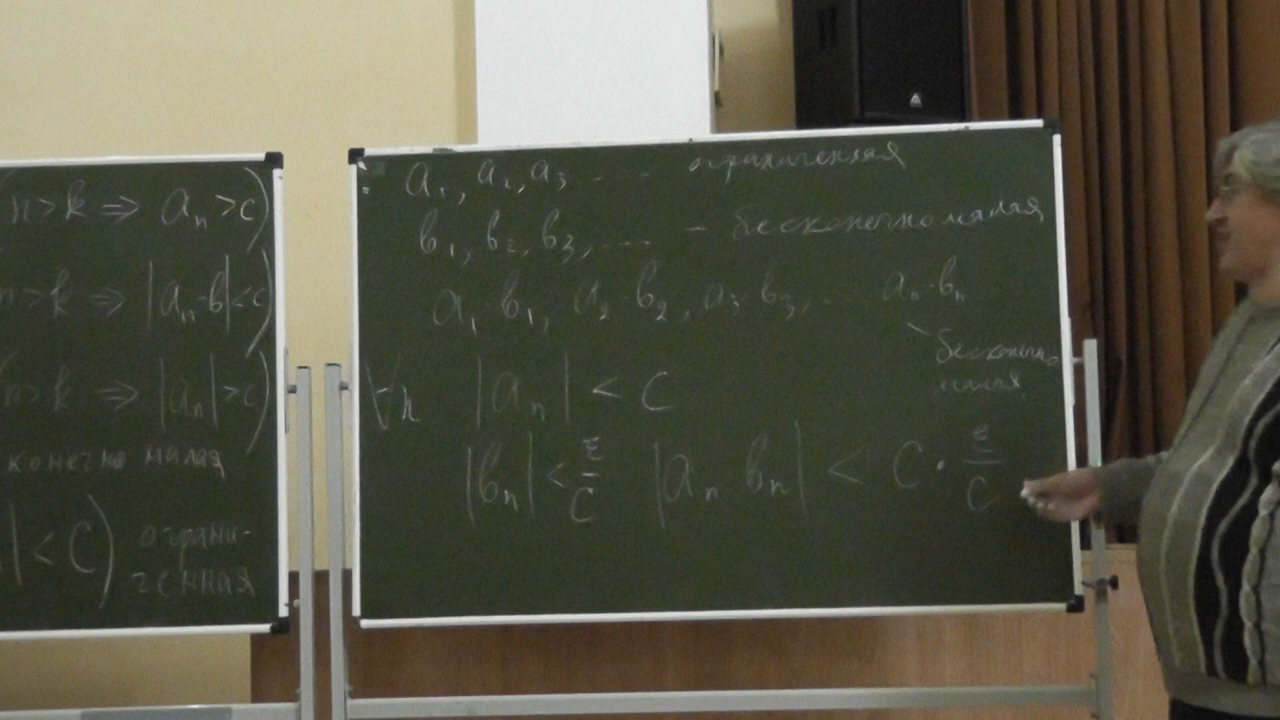 n > k ⇒ aₙ > c)
n > k ⇒ |aₙ - b| < c)
n > k ⇒ |aₙ| > c)
конечно малая
| < C) ограни-
ченная
a₁, a₂, a₃ ... ограниченная
b₁, b₂, b₃, ... - бесконечно малая
a₁·b₁, a₂·b₂, a₃·b₃, ... aₙ·bₙ
бесконечно
малая
∀n |aₙ| < C
|bₙ| < ε/C |aₙ bₙ| < C · ε/C